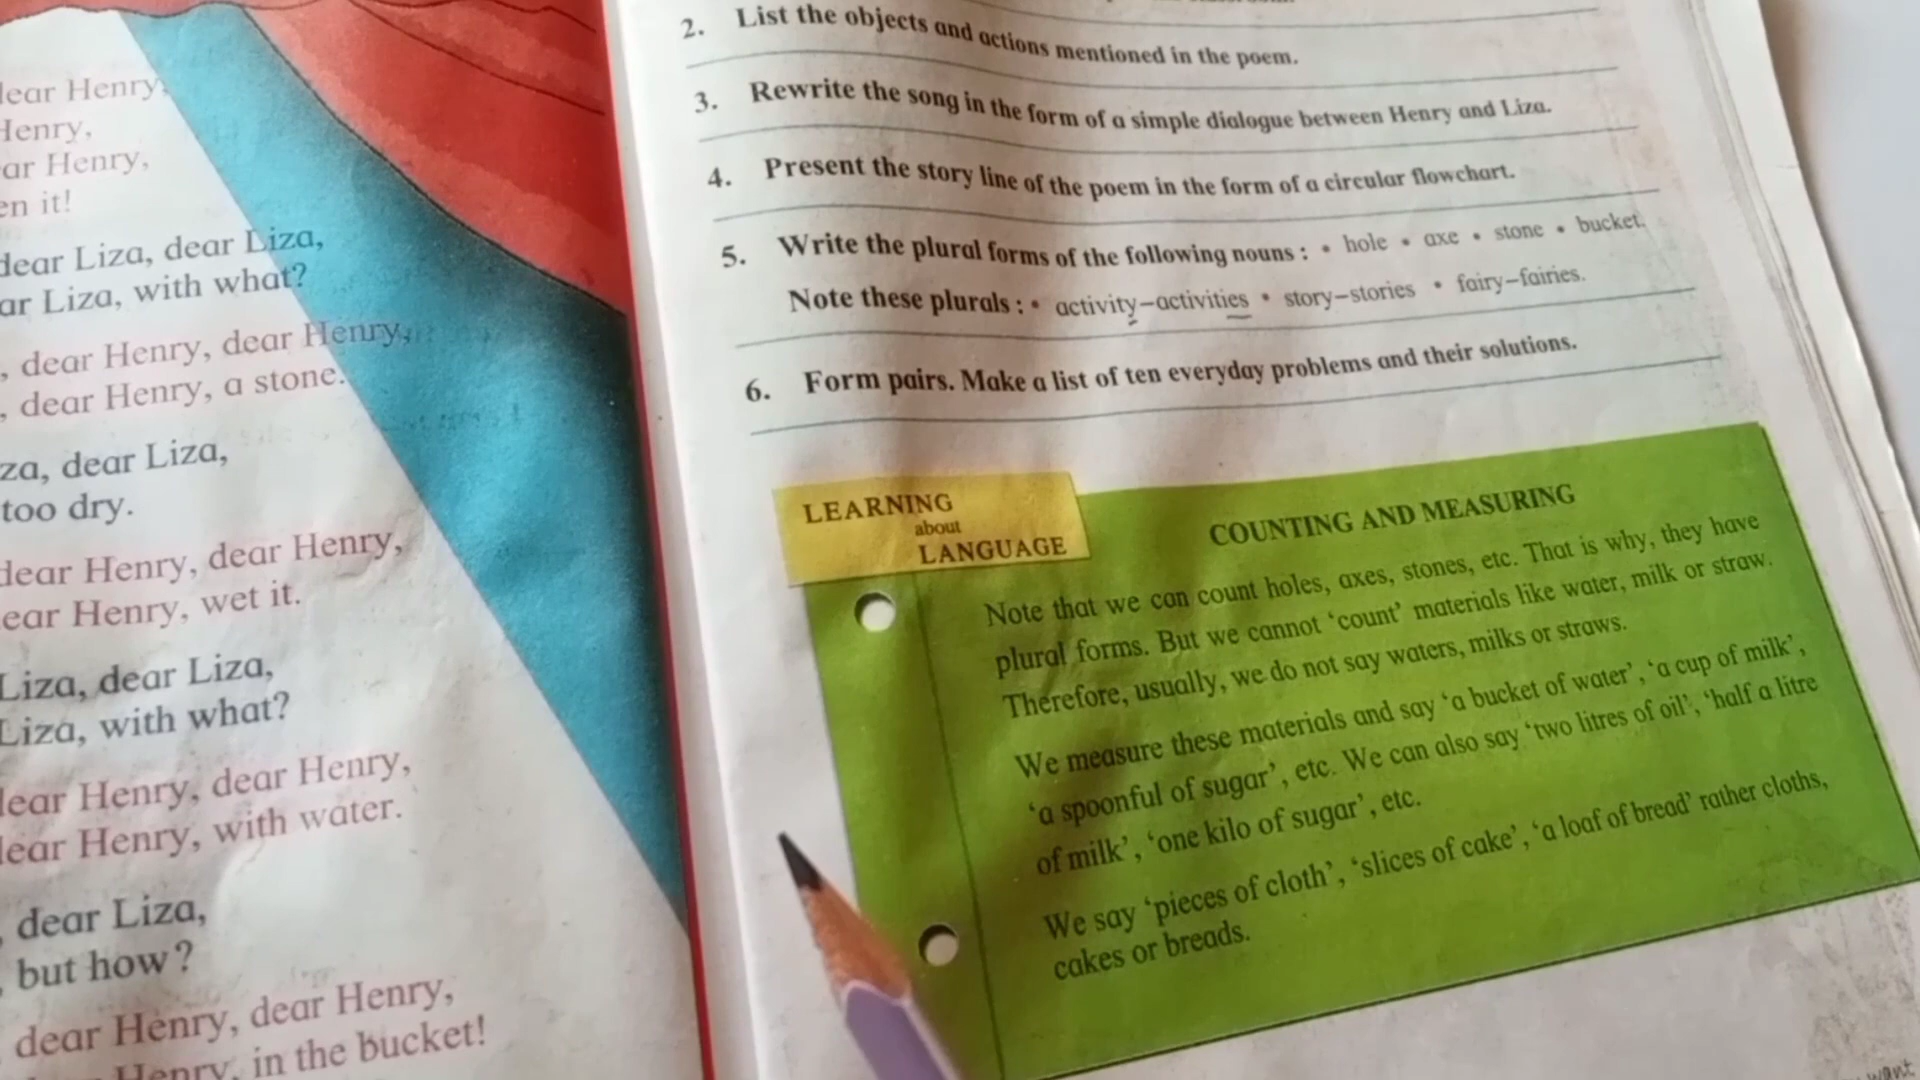 dear Henry,
Henry,
dear Henry,
en it!
dear Liza, dear Liza,
ar Liza, with what?
, dear Henry, dear Henry,
, dear Henry, a stone.
za, dear Liza,
too dry.
dear Henry, dear Henry,
ear Henry, wet it.
Liza, dear Liza,
Liza, with what?
dear Henry, dear Henry,
dear Henry, with water.
, dear Liza,
, but how?
dear Henry, dear Henry,
Henry, in the bucket!
2. List the objects and actions mentioned in the poem.
3. Rewrite the song in the form of a simple dialogue between Henry and Liza.
4. Present the story line of the poem in the form of a circular flowchart.
5. Write the plural forms of the following nouns : • hole • axe • stone • bucket.
Note these plurals : • activity–activities • story–stories • fairy–fairies.
6. Form pairs. Make a list of ten everyday problems and their solutions.
LEARNING
about
LANGUAGE
COUNTING AND MEASURING
Note that we can count holes, axes, stones, etc. That is why, they have
plural forms. But we cannot ‘count’ materials like water, milk or straw.
Therefore, usually, we do not say waters, milks or straws.
We measure these materials and say ‘a bucket of water’, ‘a cup of milk’,
‘a spoonful of sugar’, etc. We can also say ‘two litres of oil’, ‘half a litre
of milk’, ‘one kilo of sugar’, etc.
We say ‘pieces of cloth’, ‘slices of cake’, ‘a loaf of bread’ rather cloths,
cakes or breads.
want